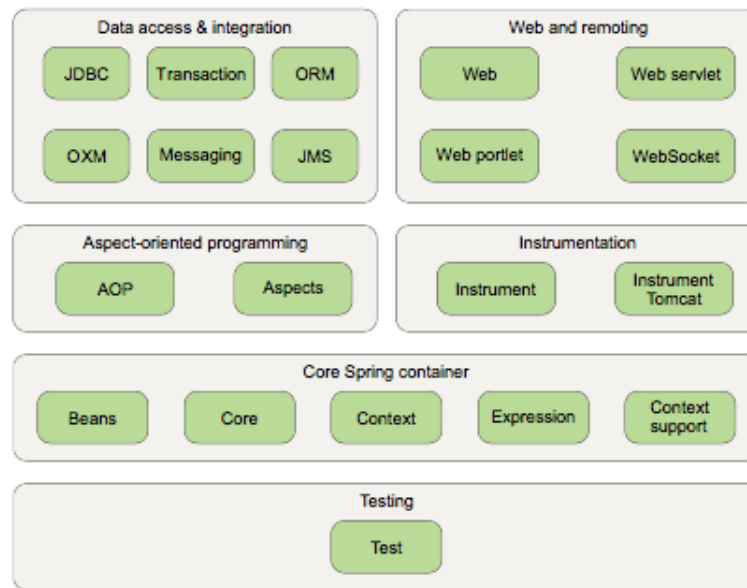 Data access & integration
JDBC
Transaction
ORM
OXM
Messaging
JMS
Web and remoting
Web
Web servlet
Web portlet
WebSocket
Aspect-oriented programming
AOP
Aspects
Instrumentation
Instrument
Instrument
Tomcat
Core Spring container
Beans
Core
Context
Expression
Context
support
Testing
Test